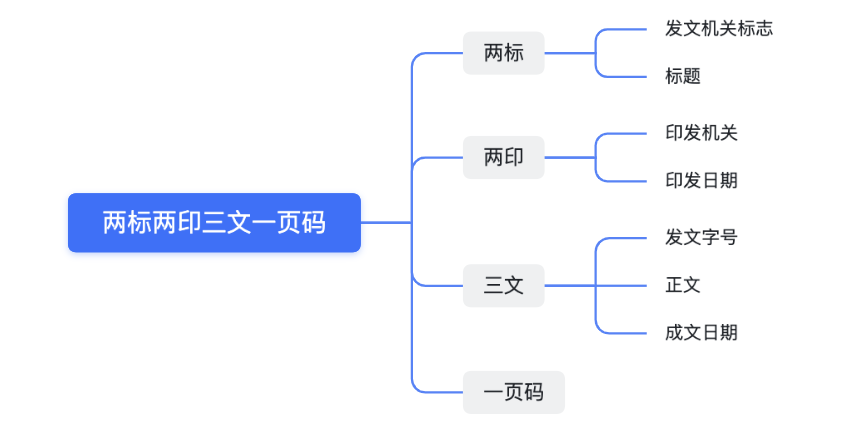 两标两印三文一页码
两标
发文机关标志
标题
两印
印发机关
印发日期
三文
发文字号
正文
成文日期
一页码